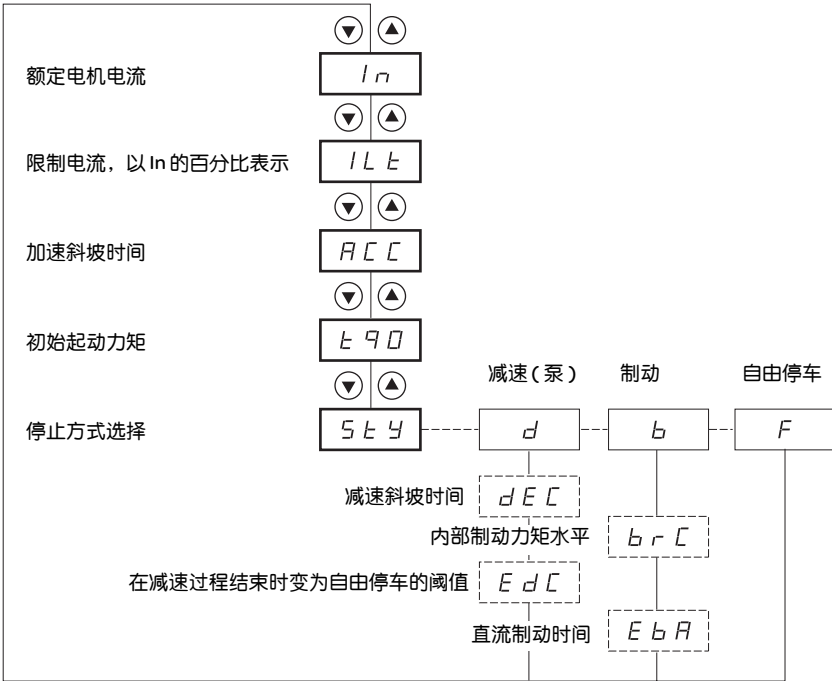 额定电机电流
In
限制电流，以 In 的百分比表示
ILt
加速斜坡时间
ACC
初始起动力矩
tq0
减速(泵) 制动 自由停车
停止方式选择
StY d b F
减速斜坡时间 dEC
内部制动力矩水平 brC
在减速过程结束时变为自由停车的阈值 EdC
直流制动时间 EbA